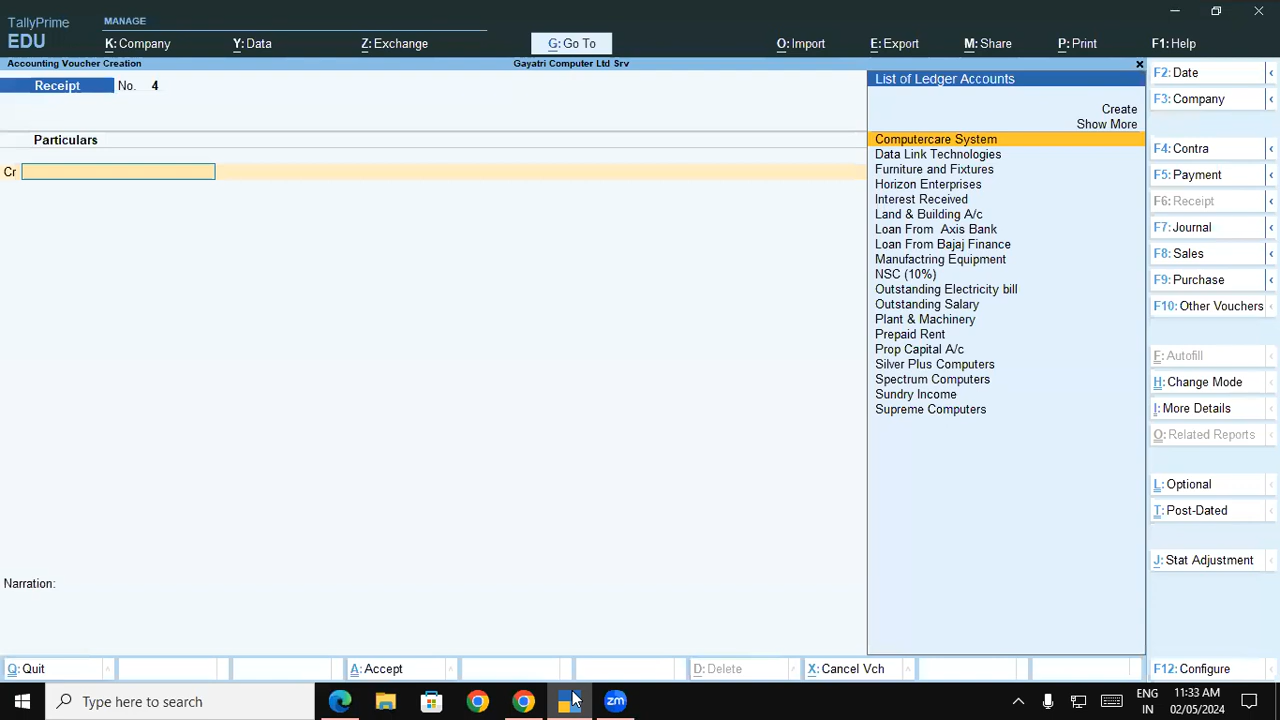 TallyPrime
EDU
MANAGE
K: Company
Y: Data
Z: Exchange
G: Go To
O: Import
E: Export
M: Share
P: Print
F1: Help
Accounting Voucher Creation
Gayatri Computer Ltd Srv
Receipt No. 4
Particulars
Cr
Narration:
List of Ledger Accounts
Create
Show More
Computercare System
Data Link Technologies
Furniture and Fixtures
Horizon Enterprises
Interest Received
Land & Building A/c
Loan From Axis Bank
Loan From Bajaj Finance
Manufactring Equipment
NSC (10%)
Outstanding Electricity bill
Outstanding Salary
Plant & Machinery
Prepaid Rent
Prop Capital A/c
Silver Plus Computers
Spectrum Computers
Sundry Income
Supreme Computers
F2: Date
F3: Company
F4: Contra
F5: Payment
F6: Receipt
F7: Journal
F8: Sales
F9: Purchase
F10: Other Vouchers
F: Autofill
H: Change Mode
I: More Details
O: Related Reports
L: Optional
T: Post-Dated
J: Stat Adjustment
Q: Quit
A: Accept
D: Delete
X: Cancel Vch
F12: Configure
Type here to search
zm
ENG
IN
11:33 AM
02/05/2024